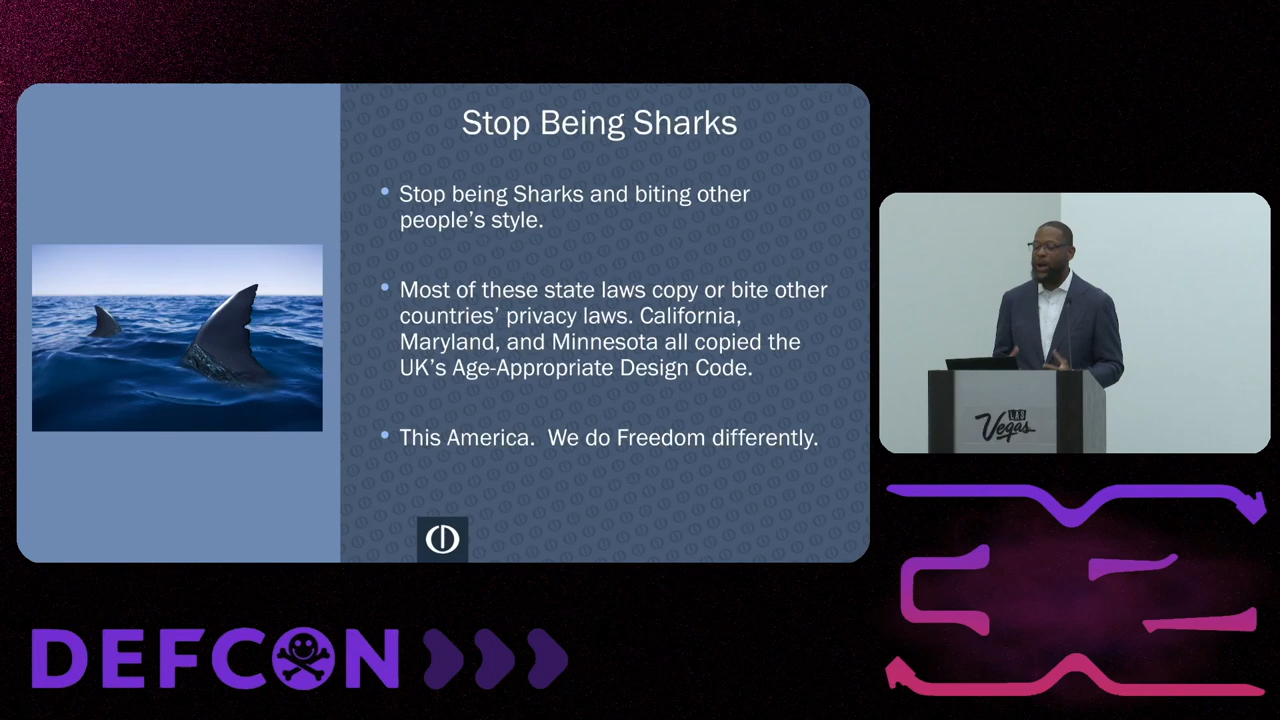 Stop Being Sharks
• Stop being Sharks and biting other
people's style.
• Most of these state laws copy or bite other
countries' privacy laws. California,
Maryland, and Minnesota all copied the
UK's Age-Appropriate Design Code.
• This America.  We do Freedom differently.
LAS
Vegas
DEFCON